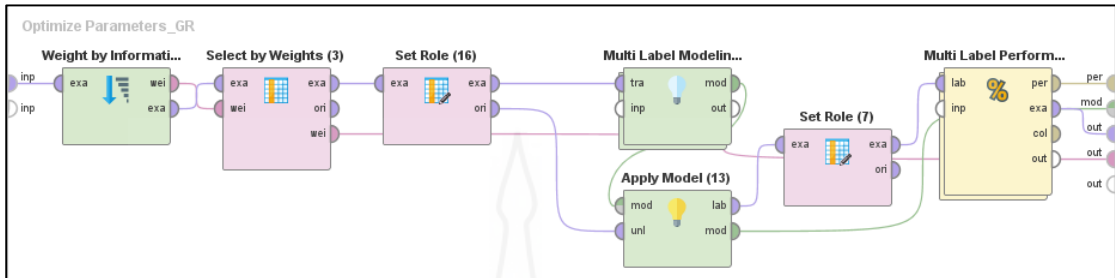 Optimize Parameters_GR
Weight by Informati...
Select by Weights (3)
Set Role (16)
Multi Label Modelin...
Multi Label Perform...
inp
inp
exa
wei
exa
exa
wei
exa
ori
wei
exa
exa
ori
tra
inp
mod
out
Set Role (7)
exa
exa
ori
lab
inp
per
exa
col
out
per
mod
out
out
out
Apply Model (13)
mod
unl
lab
mod